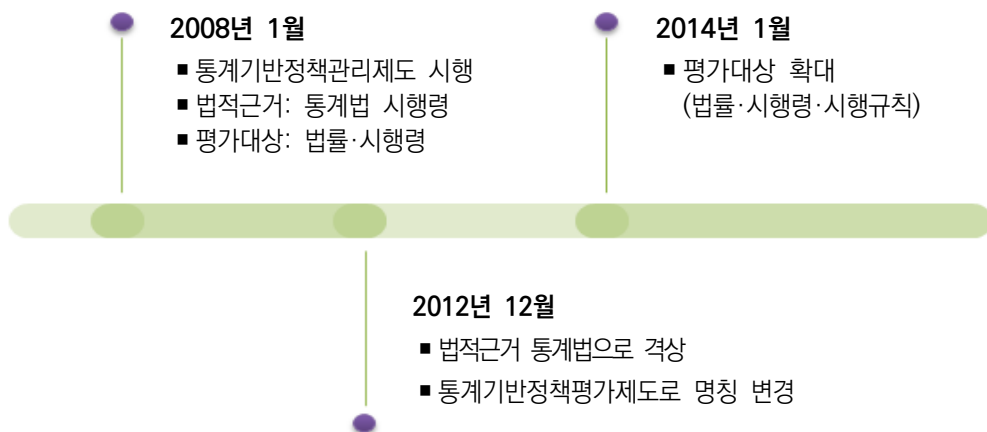 2008년 1월
■ 통계기반정책관리제도 시행
■ 법적근거: 통계법 시행령
■ 평가대상: 법률·시행령
2014년 1월
■ 평가대상 확대
(법률·시행령·시행규칙)
2012년 12월
■ 법적근거 통계법으로 격상
■ 통계기반정책평가제도로 명칭 변경